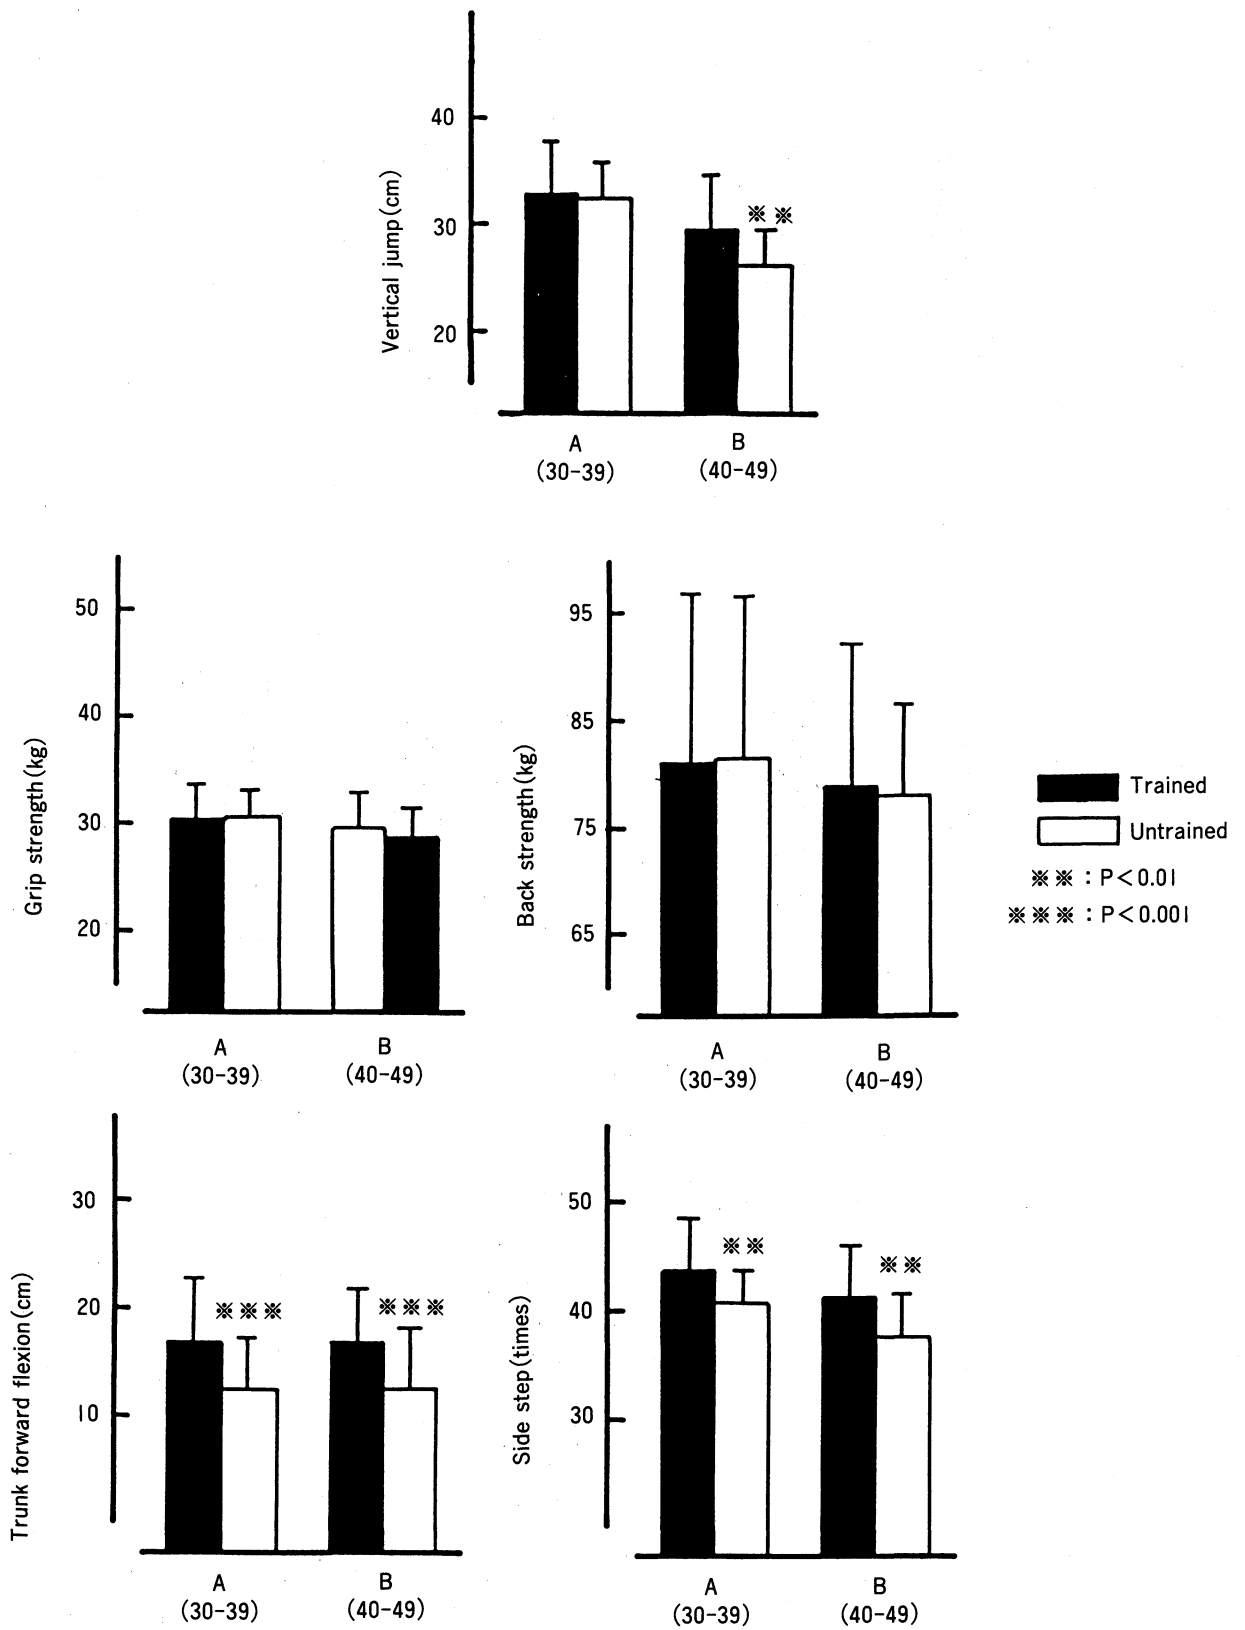 Vertical jump(cm)
40
30
20
※※
A
B
(30-39)
(40-49)
Grip strength(kg)
50
40
30
20
A
B
(30-39)
(40-49)
Back strength(kg)
95
85
75
65
A
B
(30-39)
(40-49)
Trained
Untrained
※※ : P<0.01
※※※ : P<0.001
Trunk forward flexion(cm)
30
20
10
※※※
※※※
A
B
(30-39)
(40-49)
Side step(times)
50
40
30
※※
※※
A
B
(30-39)
(40-49)